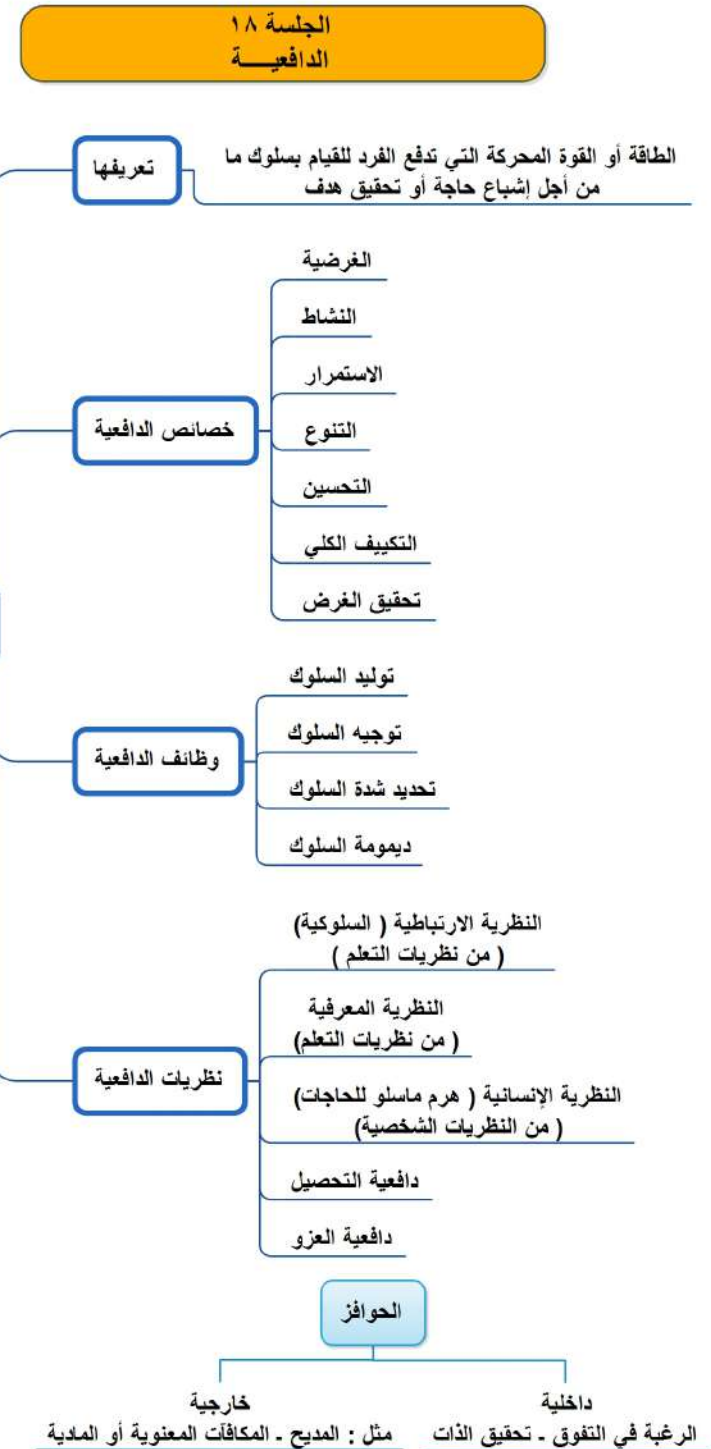 الجلسة ١٨
الدافعيـــــة
تعريفها
الطاقة أو القوة المحركة التي تدفع الفرد للقيام بسلوك ما
من أجل إشباع حاجة أو تحقيق هدف
خصائص الدافعية
الغرضية
النشاط
الاستمرار
التنوع
التحسين
التكييف الكلي
تحقيق الغرض
وظائف الدافعية
توليد السلوك
توجيه السلوك
تحديد شدة السلوك
ديمومة السلوك
نظريات الدافعية
النظرية الارتباطية ( السلوكية)
( من نظريات التعلم )
النظرية المعرفية
( من نظريات التعلم)
النظرية الإنسانية ( هرم ماسلو للحاجات)
( من النظريات الشخصية)
دافعية التحصيل
دافعية العزو
الحوافز
داخلية
الرغبة في التفوق ـ تحقيق الذات
خارجية
مثل : المديح ـ المكافآت المعنوية أو المادية